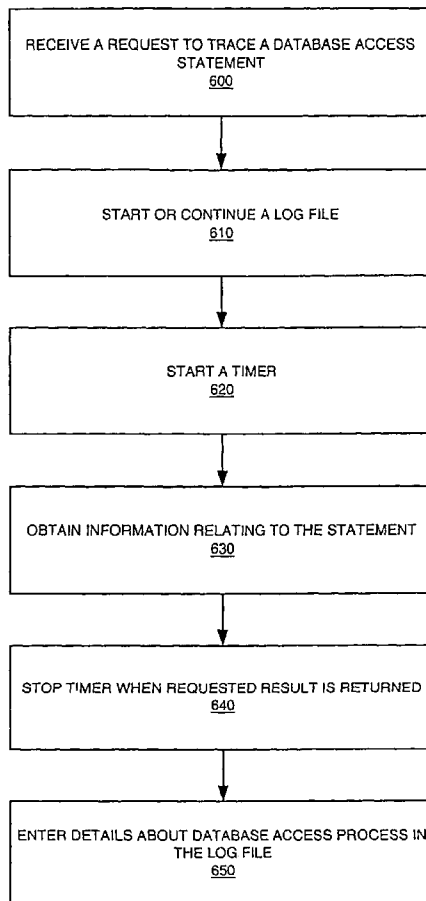 RECEIVE A REQUEST TO TRACE A DATABASE ACCESS
STATEMENT
600
START OR CONTINUE A LOG FILE
610
START A TIMER
620
OBTAIN INFORMATION RELATING TO THE STATEMENT
630
STOP TIMER WHEN REQUESTED RESULT IS RETURNED
640
ENTER DETAILS ABOUT DATABASE ACCESS PROCESS IN
THE LOG FILE
650